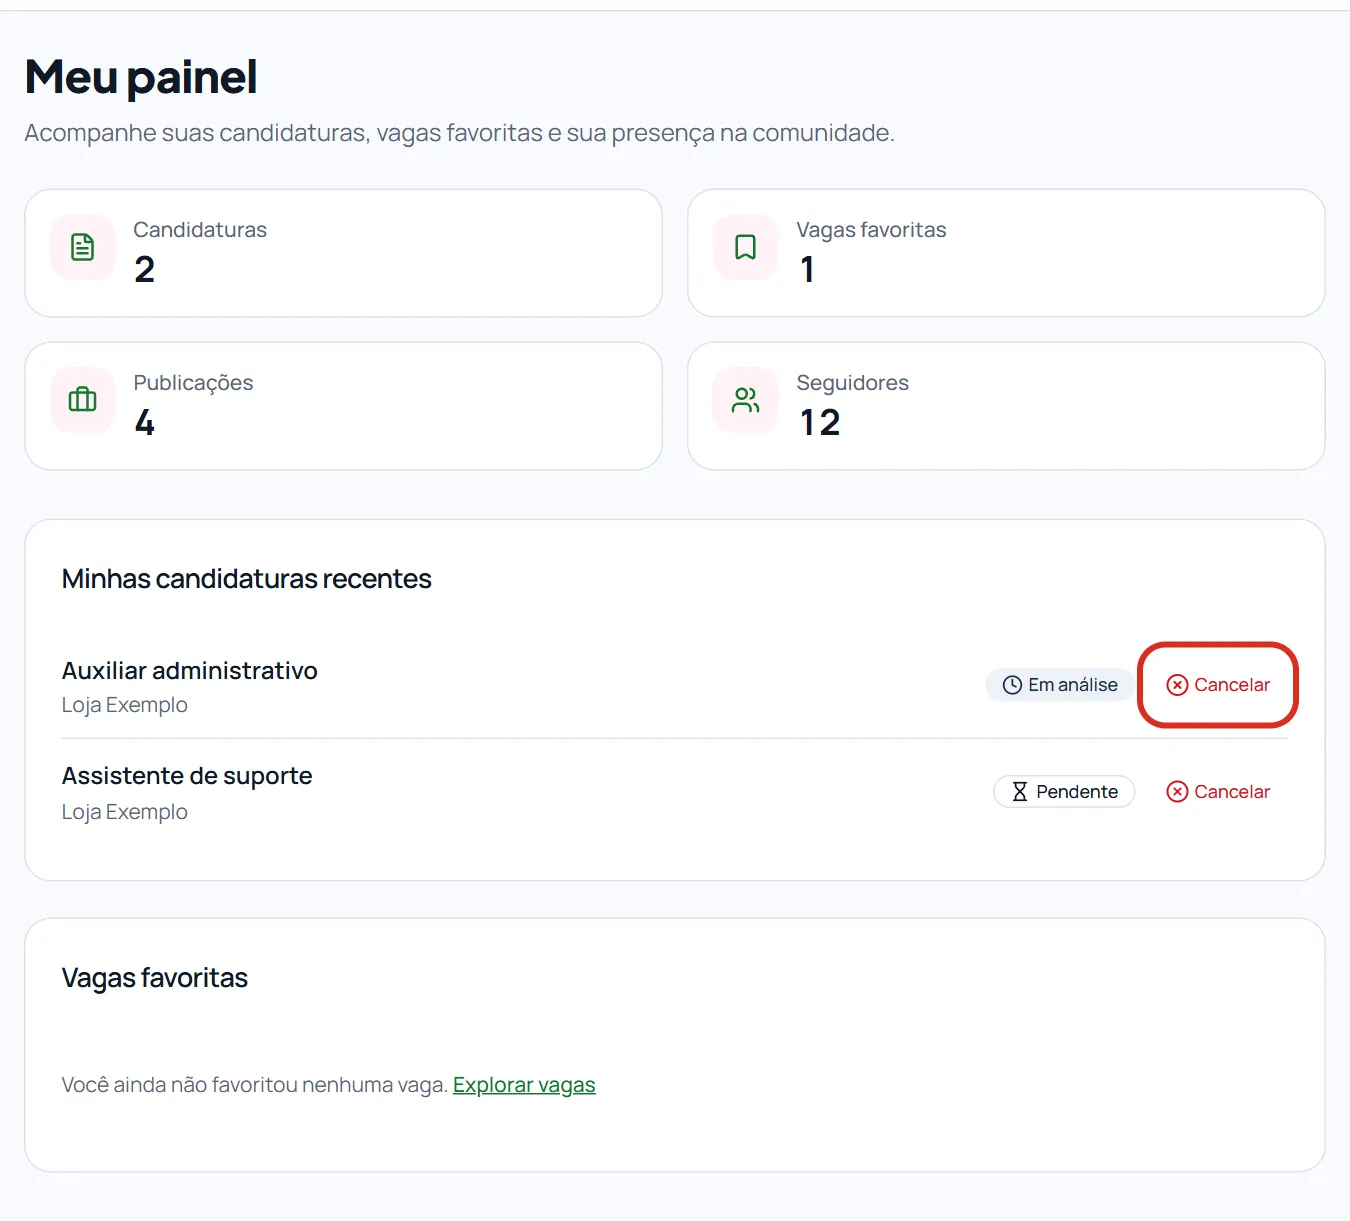 Meu painel
Acompanhe suas candidaturas, vagas favoritas e sua presença na comunidade.
Candidaturas
2
Vagas favoritas
1
Publicações
4
Seguidores
12
Minhas candidaturas recentes
Auxiliar administrativo
Loja Exemplo
Em análise
Cancelar
Assistente de suporte
Loja Exemplo
Pendente
Cancelar
Vagas favoritas
Você ainda não favoritou nenhuma vaga. Explorar vagas